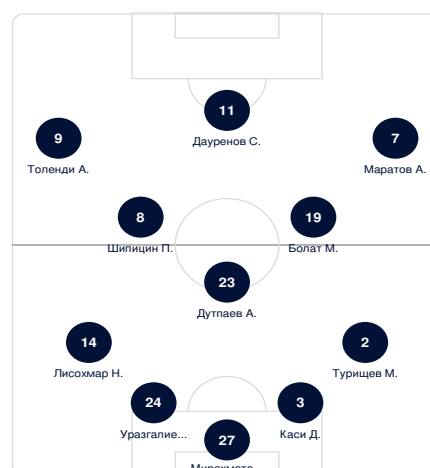 11
Дауренов С.
9
Толенди А.
7
Маратов А.
8
Шипицин П.
19
Болат М.
23
Дутпаев А.
14
Лисохмар Н.
2
Турищев М.
24
Уразгалие...
3
Каси Д.
27